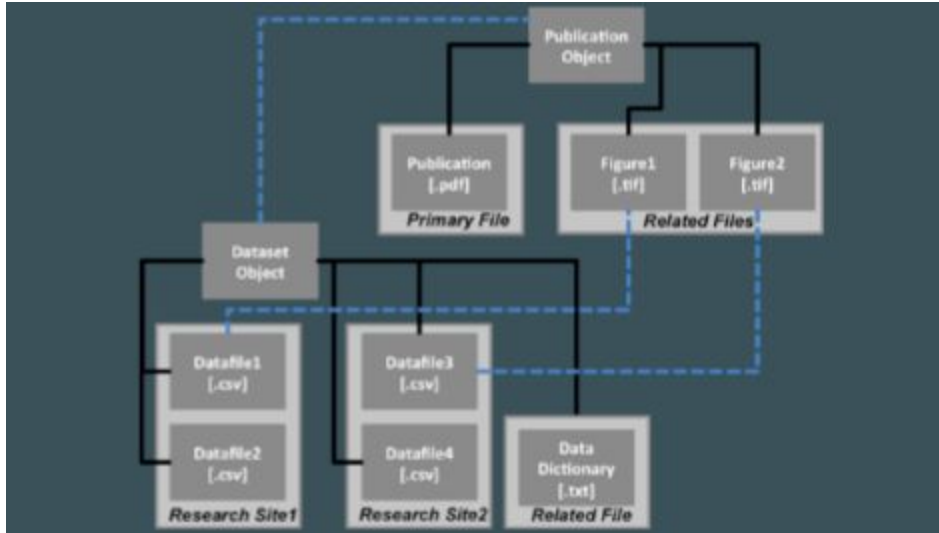 Publication
Object
Publication
[.pdf]
Primary File
Figure1
[.tif]
Figure2
[.tif]
Related Files
Dataset
Object
Datafile1
[.csv]
Datafile2
[.csv]
Research Site1
Datafile3
[.csv]
Datafile4
[.csv]
Research Site2
Data
Dictionary
[.txt]
Related File